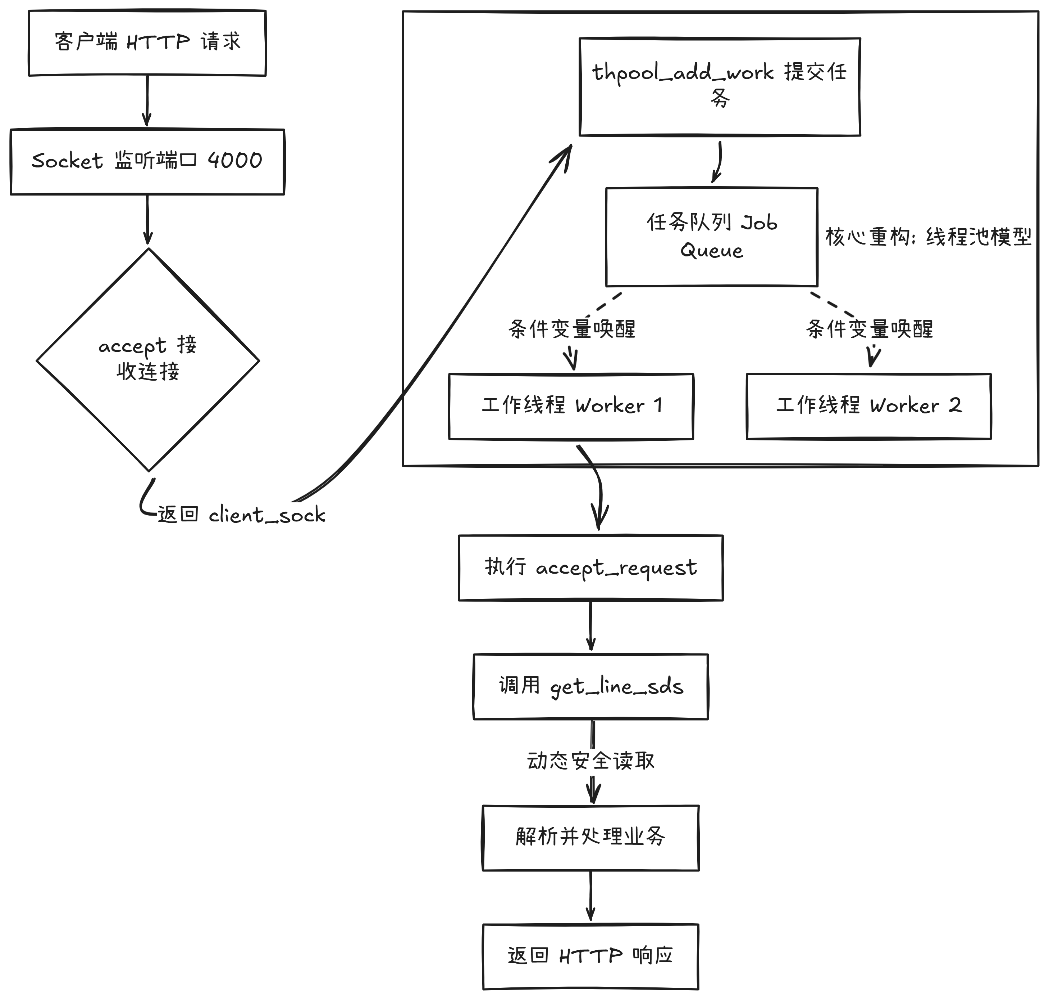 客户端 HTTP 请求
Socket 监听端口 4000
accept 接
收连接
返回 client_sock
thpool_add_work 提交任
务
任务队列 Job
Queue
核心重构: 线程池模型
条件变量唤醒
条件变量唤醒
工作线程 Worker 1
工作线程 Worker 2
执行 accept_request
调用 get_line_sds
动态安全读取
解析并处理业务
返回 HTTP 响应